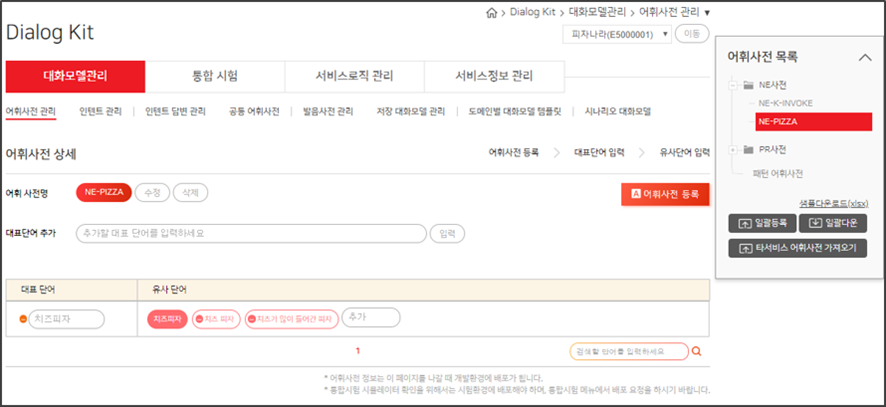 Dialog Kit > 대화모델관리 > 어휘사전 관리 ▼
Dialog Kit
피자나라(E5000001) ▼ 이동
대화모델관리 통합 시험 서비스로직 관리 서비스정보 관리
어휘사전 관리 인텐트 관리 인텐트 답변 관리 공통 어휘사전 발음사전 관리 저장 대화모델 관리 도메인별 대화모델 템플릿 시나리오 대화모델
어휘사전 상세 어휘사전 등록 > 대표단어 입력 > 유사단어 입력
어휘 사전명 NE-PIZZA 수정 삭제 A 어휘사전 등록
대표단어 추가 추가할 대표 단어를 입력하세요 입력
대표 단어 유사 단어
치즈피자 치즈피자 치즈 피자 치즈가 많이 들어간 피자 추가
1 검색할 단어를 입력하세요
* 어휘사전 정보는 이 페이지를 나갈 때 개발환경에 배포가 됩니다.
* 통합시험 시뮬레이터 확인을 위해서는 시험환경에 배포해야 하며, 통합시험 메뉴에서 배포 요청을 하시기 바랍니다.
어휘사전 목록
NE사전
NE-K-INVOKE
NE-PIZZA
PR사전
패턴 어휘사전
샘플다운로드(xlsx)
일괄등록 일괄다운
타서비스 어휘사전 가져오기